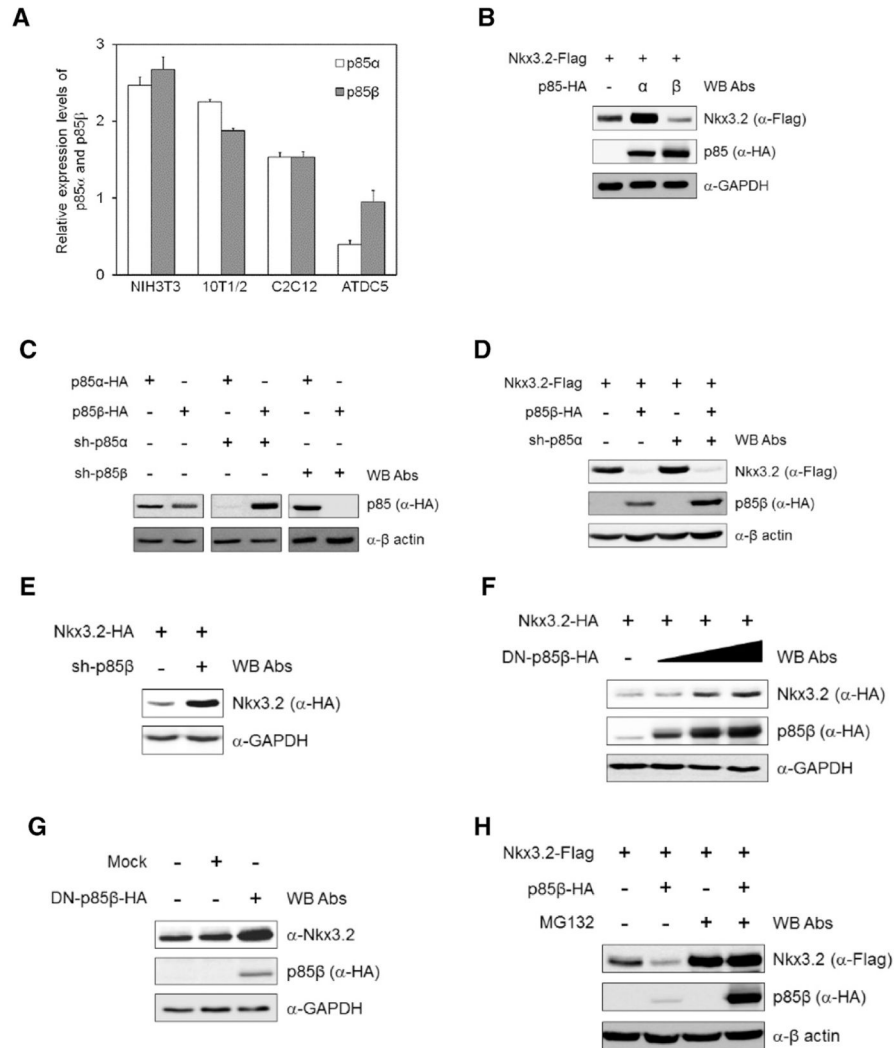 A
Relative expression levels of
p85α and p85β
3
2
1
0
p85α
p85β
NIH3T3 10T1/2 C2C12 ATDC5
B
Nkx3.2-Flag + + +
p85-HA - α β WB Abs
Nkx3.2 (α-Flag)
p85 (α-HA)
α-GAPDH
C
p85α-HA + - + - + -
p85β-HA - + - + - +
sh-p85α - - + + - -
sh-p85β - - - - + + WB Abs
p85 (α-HA)
α-β actin
D
Nkx3.2-Flag + + + +
p85β-HA - + - +
sh-p85α - - + + WB Abs
Nkx3.2 (α-Flag)
p85β (α-HA)
α-β actin
E
Nkx3.2-HA + +
sh-p85β - + WB Abs
Nkx3.2 (α-HA)
α-GAPDH
F
Nkx3.2-HA + + + +
DN-p85β-HA - WB Abs
Nkx3.2 (α-HA)
p85β (α-HA)
α-GAPDH
G
Mock - + -
DN-p85β-HA - - + WB Abs
α-Nkx3.2
p85β (α-HA)
α-GAPDH
H
Nkx3.2-Flag + + + +
p85β-HA - + - +
MG132 - - + + WB Abs
Nkx3.2 (α-Flag)
p85β (α-HA)
α-β actin